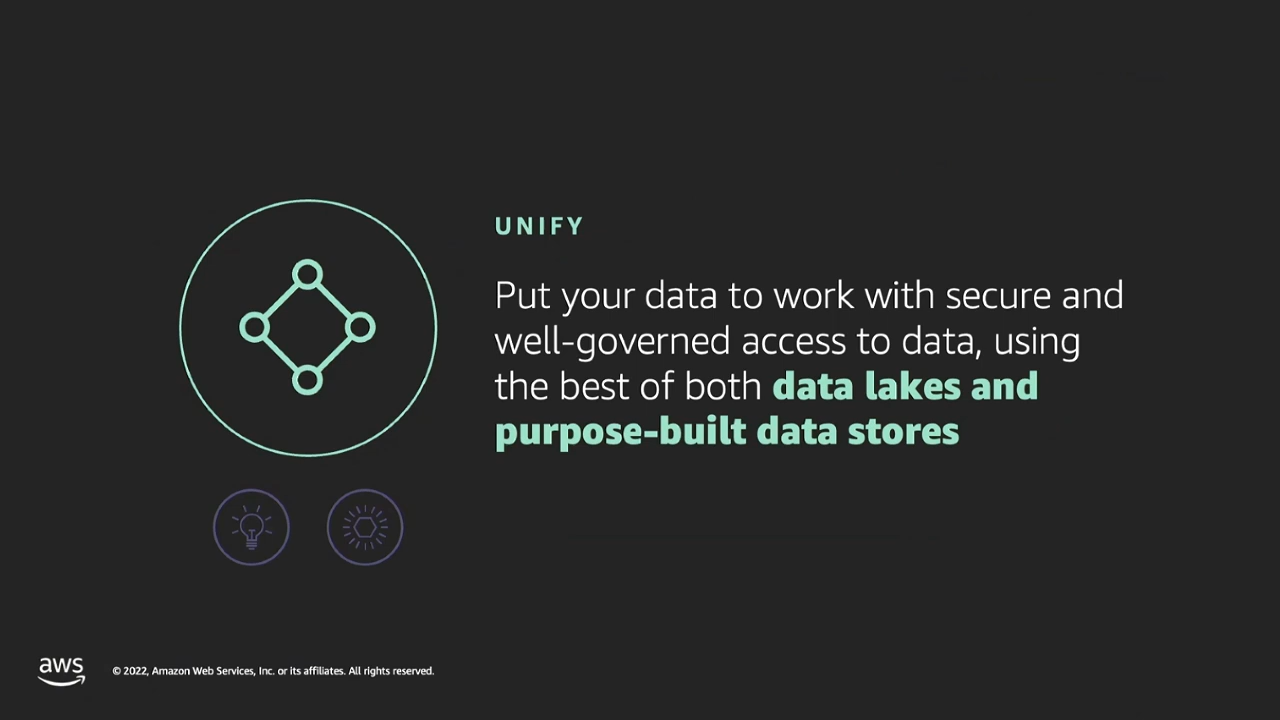 UNIFY
Put your data to work with secure and
well-governed access to data, using
the best of both data lakes and
purpose-built data stores
aws
© 2022, Amazon Web Services, Inc. or its affiliates. All rights reserved.